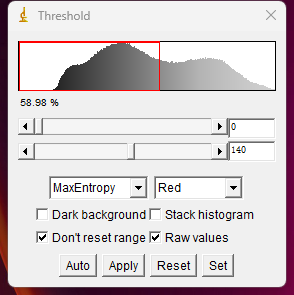 Threshold
58.98 %
0
140
MaxEntropy Red
Dark background Stack histogram
Don't reset range Raw values
Auto Apply Reset Set